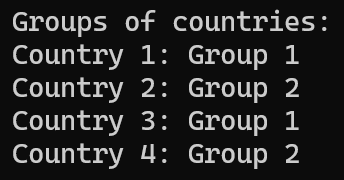 Groups of countries:
Country 1: Group 1
Country 2: Group 2
Country 3: Group 1
Country 4: Group 2